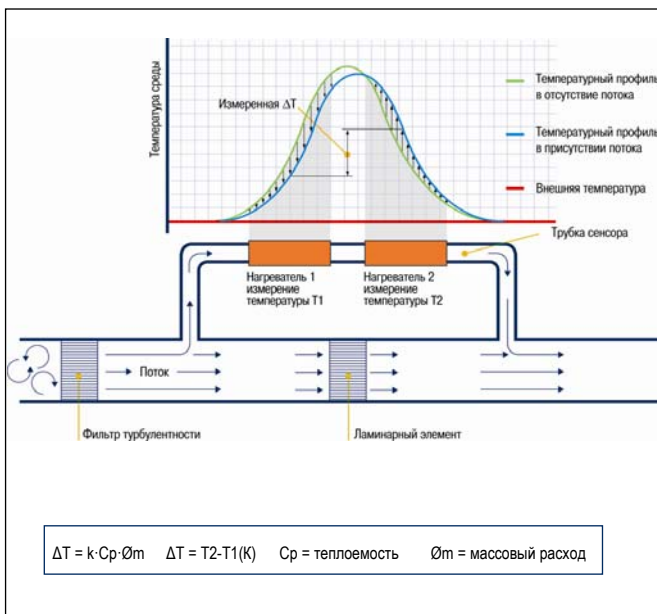 Температура среды
Измеренная ΔT
Температурный профиль
в отсутствие потока
Температурный профиль
в присутствии потока
Внешняя температура
Трубка сенсора
Нагреватель 1
измерение
температуры T1
Нагреватель 2
измерение
температуры T2
Поток
Фильтр турбулентности
Ламинарный элемент
ΔT = k·Cp·Øm ΔT = T2-T1(K) Cp = теплоемость Øm = массовый расход